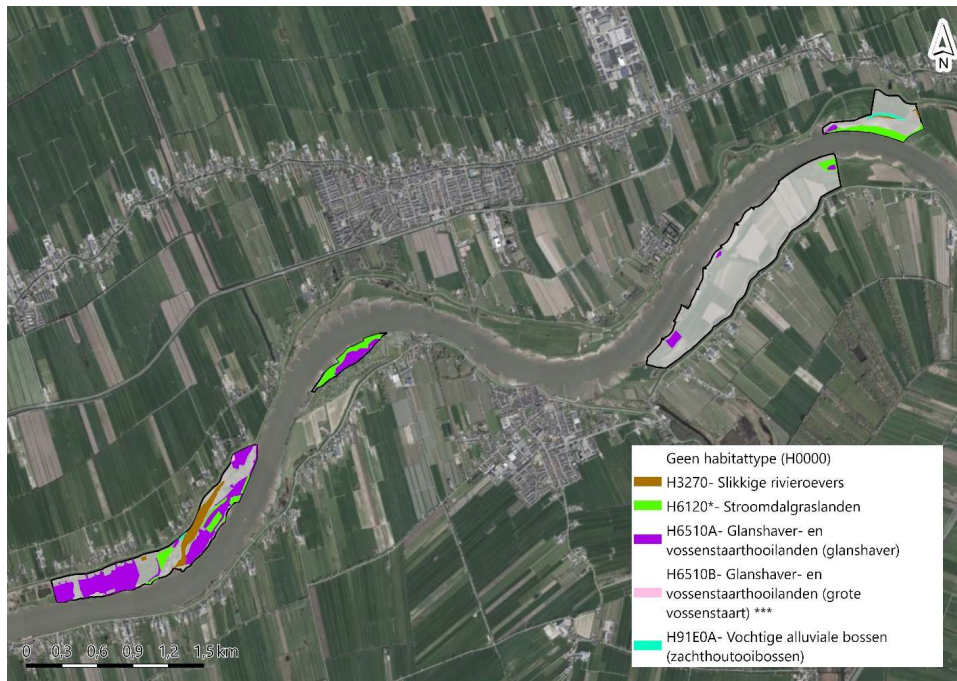 N
Geen habitattype (H0000)
H3270- Slikkige rivieroevers
H6120*- Stroomdalgraslanden
H6510A- Glanshaver- en
vossenstaarthooilanden (glanshaver)
H6510B- Glanshaver- en
vossenstaarthooilanden (grote
vossenstaart) ***
H91E0A- Vochtige alluviale bossen
(zachthoutooibossen)
0 0,3 0,6 0,9 1,2 1,5 km